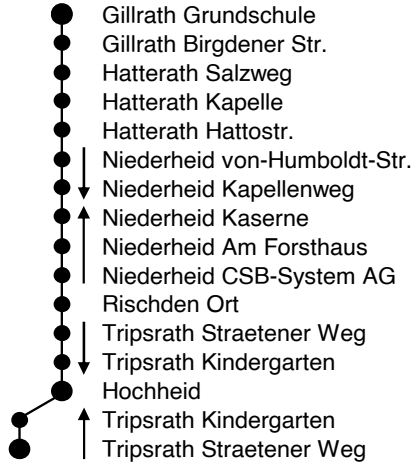 Gillrath Grundschule
Gillrath Birgdener Str.
Hatterath Salzweg
Hatterath Kapelle
Hatterath Hattostr.
Niederheid von-Humboldt-Str.
Niederheid Kapellenweg
Niederheid Kaserne
Niederheid Am Forsthaus
Niederheid CSB-System AG
Rischden Ort
Tripsrath Straetener Weg
Tripsrath Kindergarten
Hochheid
Tripsrath Kindergarten
Tripsrath Straetener Weg